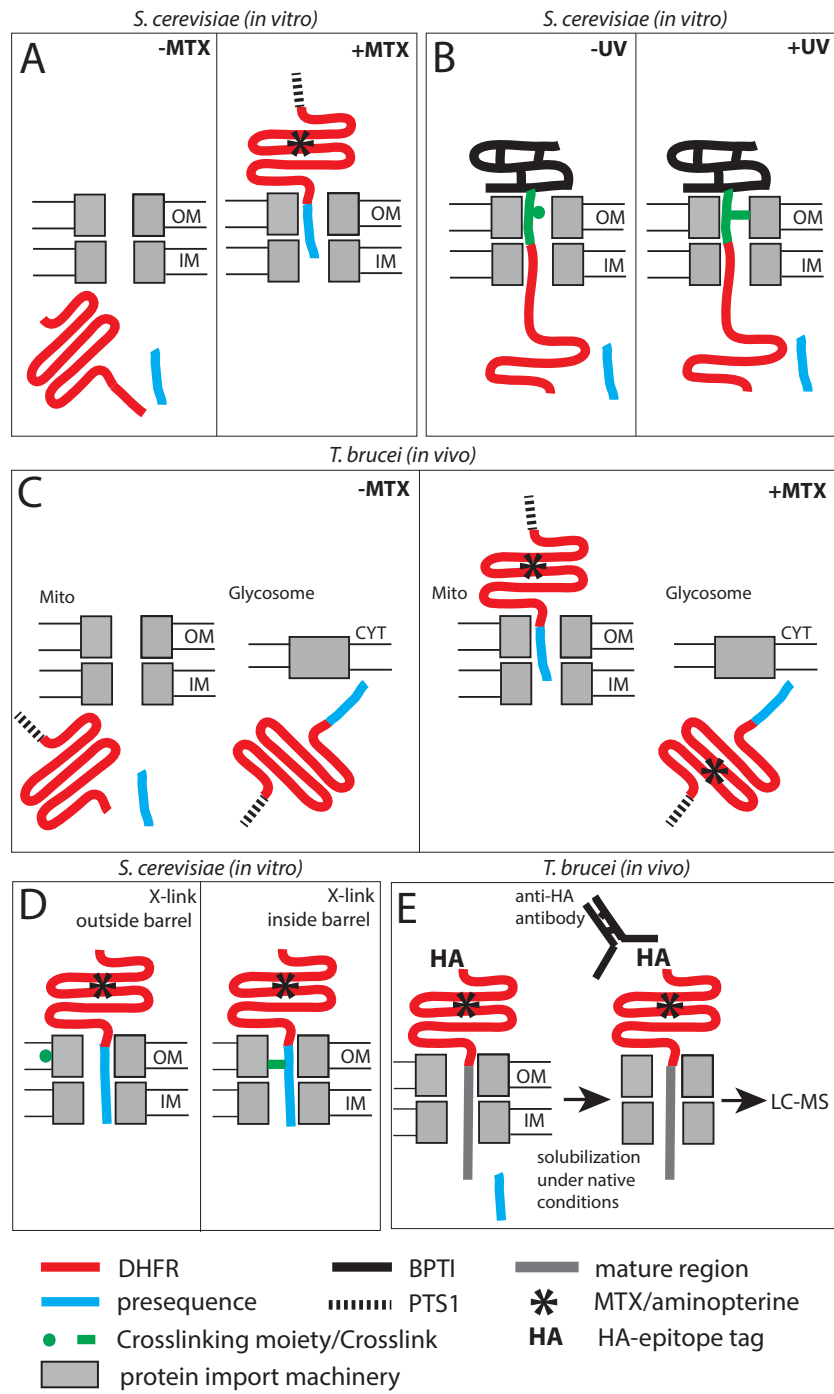 S. cerevisiae (in vitro)
S. cerevisiae (in vitro)
A
-MTX
+MTX
OM
IM
OM
IM
B
-UV
+UV
OM
IM
OM
IM
T. brucei (in vivo)
C
-MTX
+MTX
Mito
Glycosome
OM
IM
CYT
Mito
Glycosome
OM
IM
CYT
S. cerevisiae (in vitro)
T. brucei (in vivo)
D
X-link
outside barrel
OM
IM
X-link
inside barrel
OM
IM
E
anti-HA
antibody
HA
HA
OM
IM
LC-MS
solubilization
under native
conditions
DHFR
BPTI
mature region
presequence
PTS1
MTX/aminopterine
Crosslinking moiety/Crosslink
HA
HA-epitope tag
protein import machinery